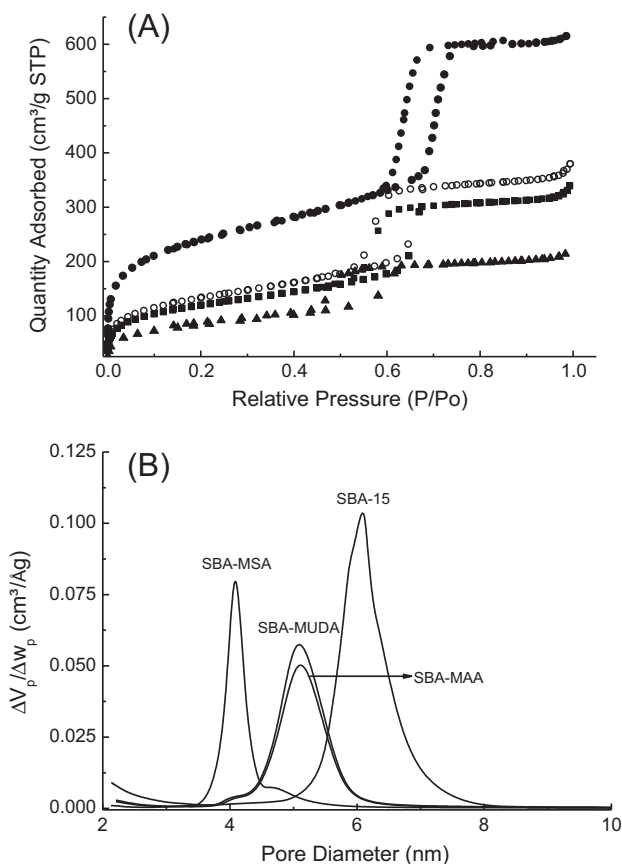 (A)
Quantity Adsorbed (cm³/g STP)
600
500
400
300
200
100
0.0 0.2 0.4 0.6 0.8 1.0
Relative Pressure (P/Po)
(B)
ΔVp/Δwp (cm³/Åg)
0.125
0.100
0.075
0.050
0.025
0.000
SBA-15
SBA-MSA
SBA-MUDA
SBA-MAA
2 4 6 8 10
Pore Diameter (nm)